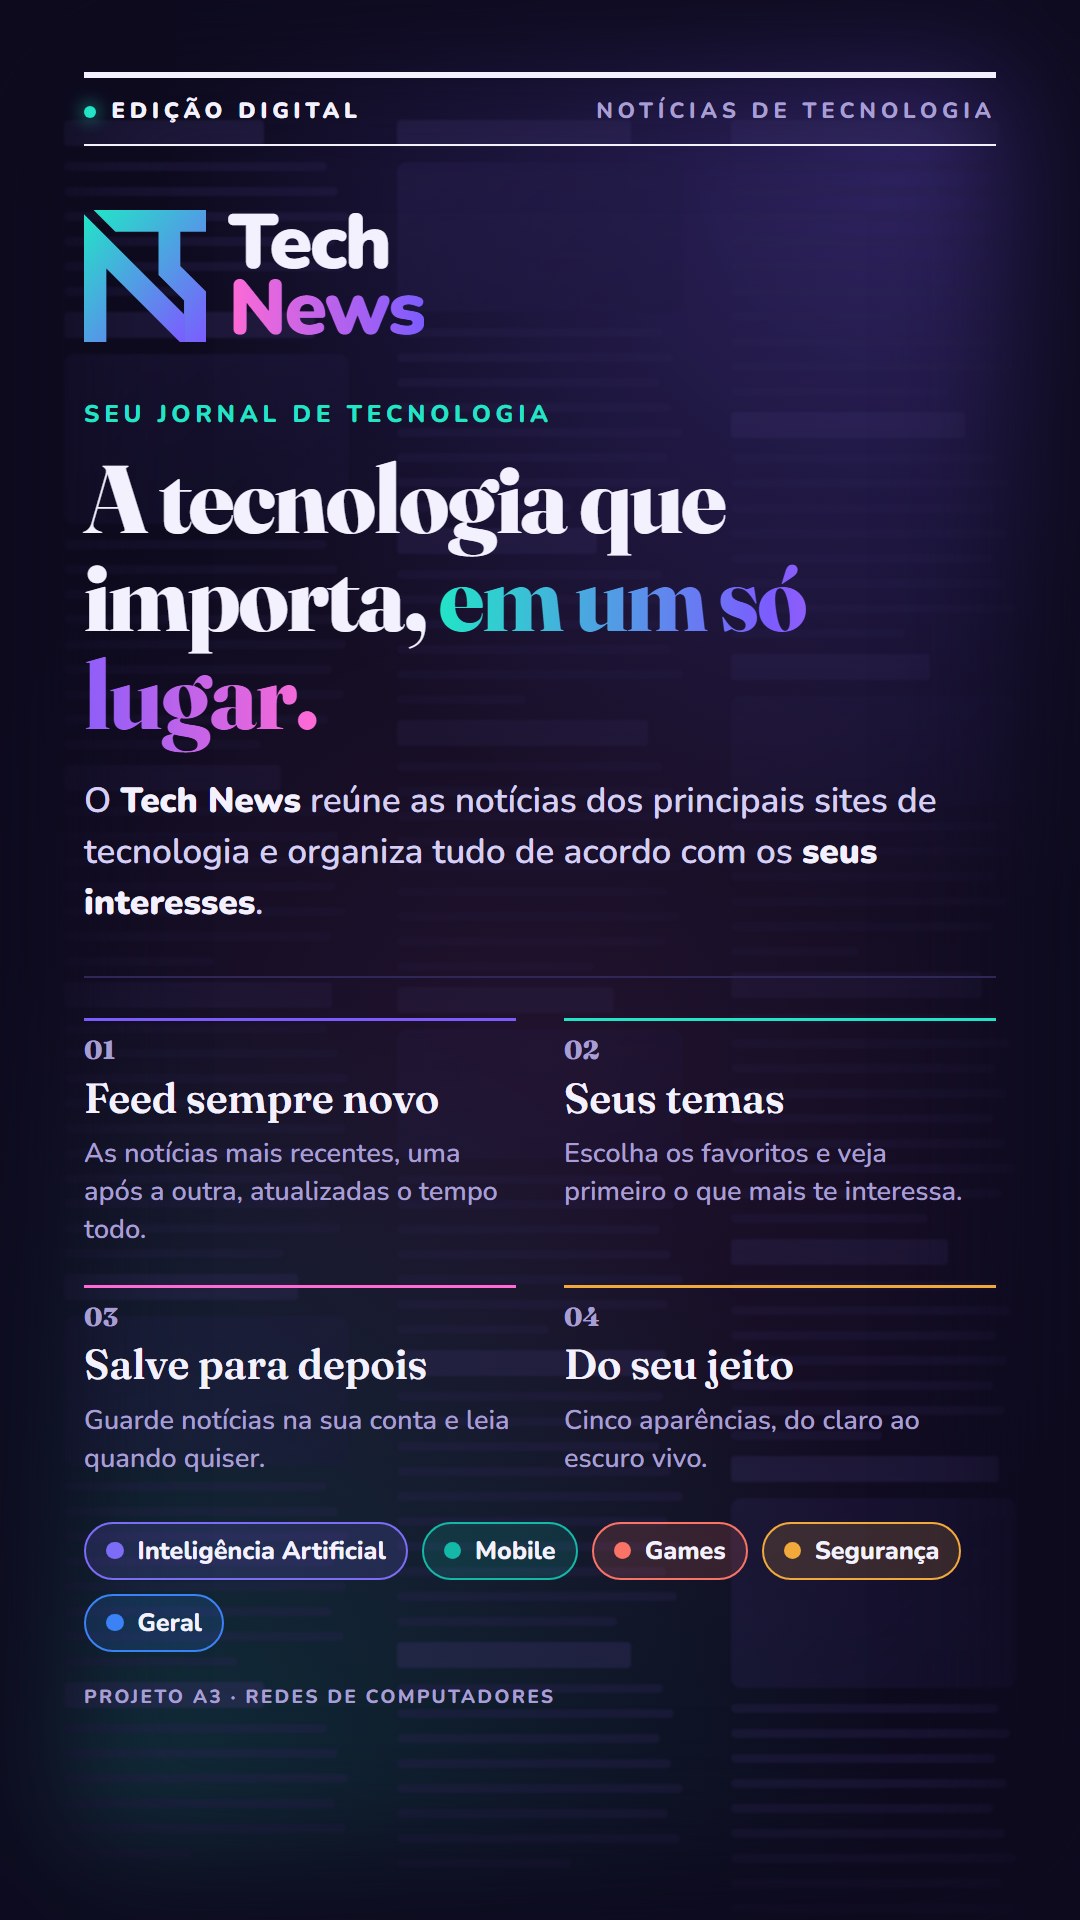 EDIÇÃO DIGITAL
NOTÍCIAS DE TECNOLOGIA
Tech
News
SEU JORNAL DE TECNOLOGIA
A tecnologia que
importa, em um só
lugar.
O Tech News reúne as notícias dos principais sites de
tecnologia e organiza tudo de acordo com os seus
interesses.
01
Feed sempre novo
As notícias mais recentes, uma
após a outra, atualizadas o tempo
todo.
02
Seus temas
Escolha os favoritos e veja
primeiro o que mais te interessa.
03
Salve para depois
Guarde notícias na sua conta e leia
quando quiser.
04
Do seu jeito
Cinco aparências, do claro ao
escuro vivo.
Inteligência Artificial
Mobile
Games
Segurança
Geral
PROJETO A3 · REDES DE COMPUTADORES